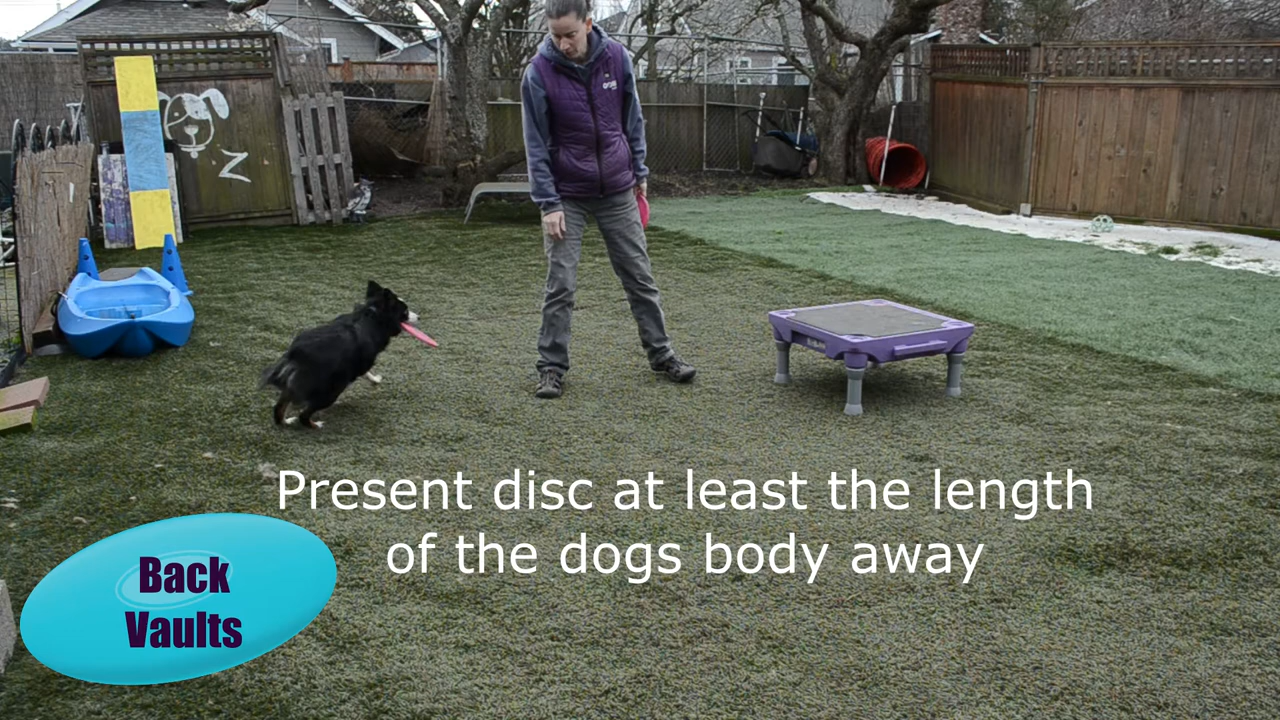 Z
Present disc at least the length
of the dogs body away
Back
Vaults